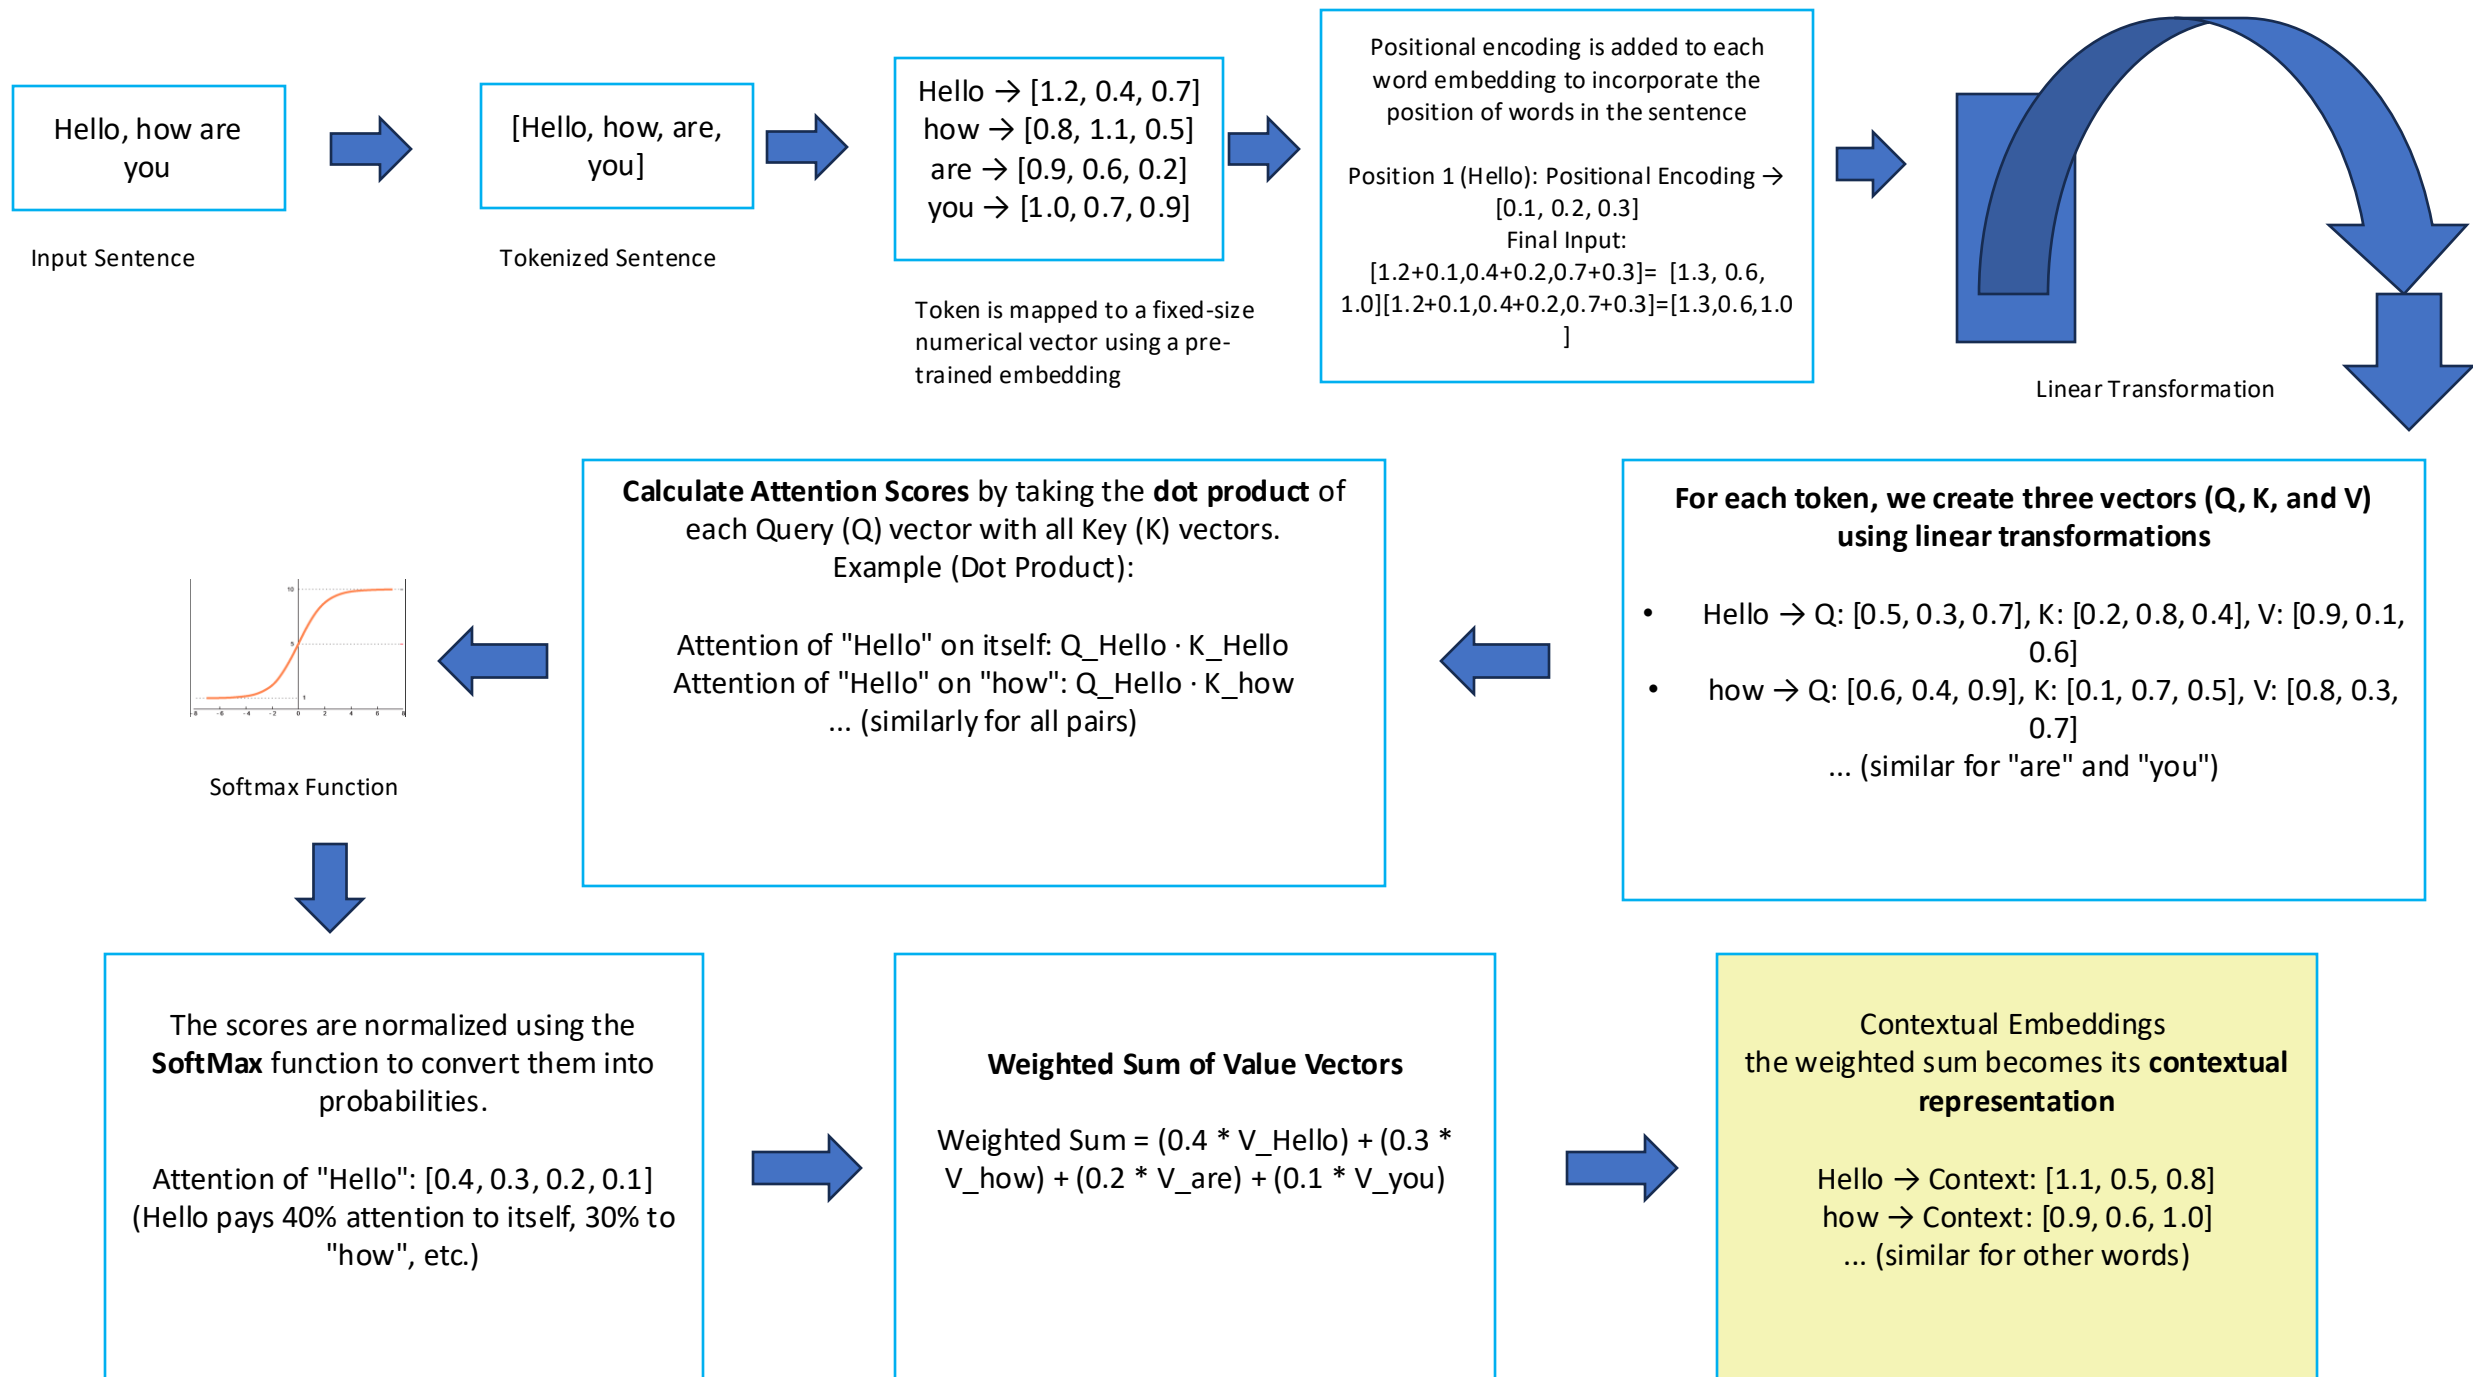 Hello, how are
you
Input Sentence
[Hello, how, are,
you]
Tokenized Sentence
Hello → [1.2, 0.4, 0.7]
how → [0.8, 1.1, 0.5]
are → [0.9, 0.6, 0.2]
you → [1.0, 0.7, 0.9]
Token is mapped to a fixed-size
numerical vector using a pre-
trained embedding
Positional encoding is added to each
word embedding to incorporate the
position of words in the sentence
Position 1 (Hello): Positional Encoding →
[0.1, 0.2, 0.3]
Final Input:
[1.2+0.1,0.4+0.2,0.7+0.3]= [1.3, 0.6,
1.0][1.2+0.1,0.4+0.2,0.7+0.3]=[1.3,0.6,1.0
]
Linear Transformation
For each token, we create three vectors (Q, K, and V)
using linear transformations
• Hello → Q: [0.5, 0.3, 0.7], K: [0.2, 0.8, 0.4], V: [0.9, 0.1,
0.6]
• how → Q: [0.6, 0.4, 0.9], K: [0.1, 0.7, 0.5], V: [0.8, 0.3,
0.7]
... (similar for "are" and "you")
Calculate Attention Scores by taking the dot product of
each Query (Q) vector with all Key (K) vectors.
Example (Dot Product):
Attention of "Hello" on itself: Q_Hello · K_Hello
Attention of "Hello" on "how": Q_Hello · K_how
... (similarly for all pairs)
10
5
1
-8 -6 -4 -2 0 2 4 6 8
Softmax Function
The scores are normalized using the
SoftMax function to convert them into
probabilities.
Attention of "Hello": [0.4, 0.3, 0.2, 0.1]
(Hello pays 40% attention to itself, 30% to
"how", etc.)
Weighted Sum of Value Vectors
Weighted Sum = (0.4 * V_Hello) + (0.3 *
V_how) + (0.2 * V_are) + (0.1 * V_you)
Contextual Embeddings
the weighted sum becomes its contextual
representation
Hello → Context: [1.1, 0.5, 0.8]
how → Context: [0.9, 0.6, 1.0]
... (similar for other words)